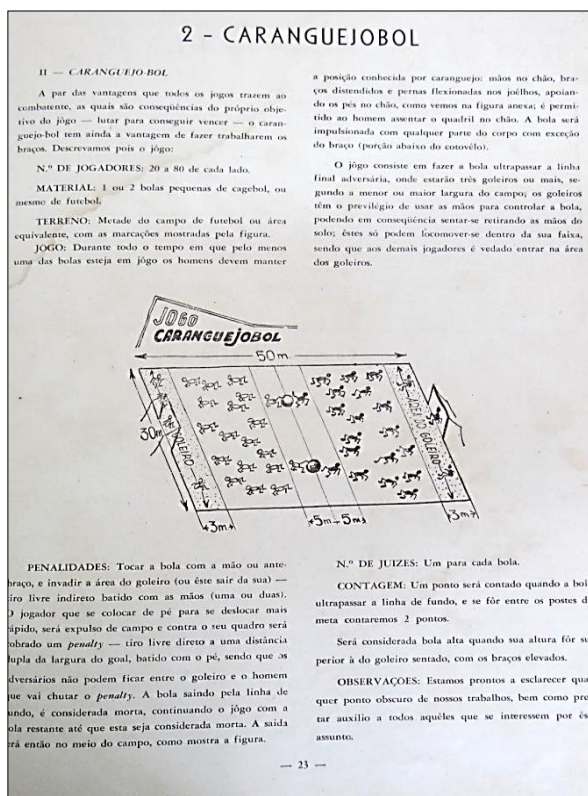 2 - CARANGUEJOBOL
II — CARANGUEJO-BOL
A par das vantagens que todos os jogos trazem ao
combatente, as quais são conseqüências do próprio obje-
tivo do jôgo — lutar para conseguir vencer — o caran-
guejo-bol tem ainda a vantagem de fazer trabalharem os
braços. Descrevamos pois o jôgo:
N.º DE JOGADORES: 20 a 80 de cada lado.
MATERIAL: 1 ou 2 bolas pequenas de cagebol, ou
mesmo de futebol.
TERRENO: Metade do campo de futebol ou área
equivalente, com as marcações mostradas pela figura.
JOGO: Durante todo o tempo em que pelo menos
uma das bolas esteja em jôgo os homens devem manter
a posição conhecida por caranguejo: mãos no chão, bra-
ços distendidos e pernas flexionadas nos joêlhos, apoian-
do os pés no chão, como vemos na figura anexa; é permi-
tido ao homem assentar o quadril no chão. A bola será
impulsionada com qualquer parte do corpo com exceção
do braço (porção abaixo do cotovêlo).
O jôgo consiste em fazer a bola ultrapassar a linha
final adversária, onde estarão três goleiros ou mais, se-
gundo a menor ou maior largura do campo; os goleiros
têm o previlégio de usar as mãos para controlar a bola,
podendo em conseqüência sentar-se retirando as mãos do
solo; êstes só podem locomover-se dentro da sua faixa,
sendo que aos demais jogadores é vedado entrar na área
dos goleiros.
JOGO
CARANGUEJOBOL
50m.
30m
GOLEIRO
AREA DO GOLEIRO
3m
5m-5m
3m
PENALIDADES: Tocar a bola com a mão ou ante-
braço, e invadir a área do goleiro (ou êste sair da sua) —
tiro livre indireto batido com as mãos (uma ou duas).
O jogador que se colocar de pé para se deslocar mais
rápido, será expulso de campo e contra o seu quadro será
cobrado um penalty — tiro livre direto a uma distância
dupla da largura do goal, batido com o pé, sendo que os
adversários não podem ficar entre o goleiro e o homem
que vai chutar o penalty. A bola saindo pela linha de
undo, é considerada morta, continuando o jôgo com a
ola restante até que esta seja considerada morta. A saida
rá então no meio do campo, como mostra a figura.
N.º DE JUIZES: Um para cada bola.
CONTAGEM: Um ponto será contado quando a bol
ultrapassar a linha de fundo, e se fôr entre os postes d
meta contaremos 2 pontos.
Será considerada bola alta quando sua altura fôr su
perior à do goleiro sentado, com os braços elevados.
OBSERVAÇÕES: Estamos prontos a esclarecer qua
quer ponto obscuro de nossos trabalhos, bem como pre
tar auxílio a todos aquêles que se interessem por ês
assunto.
— 23 —